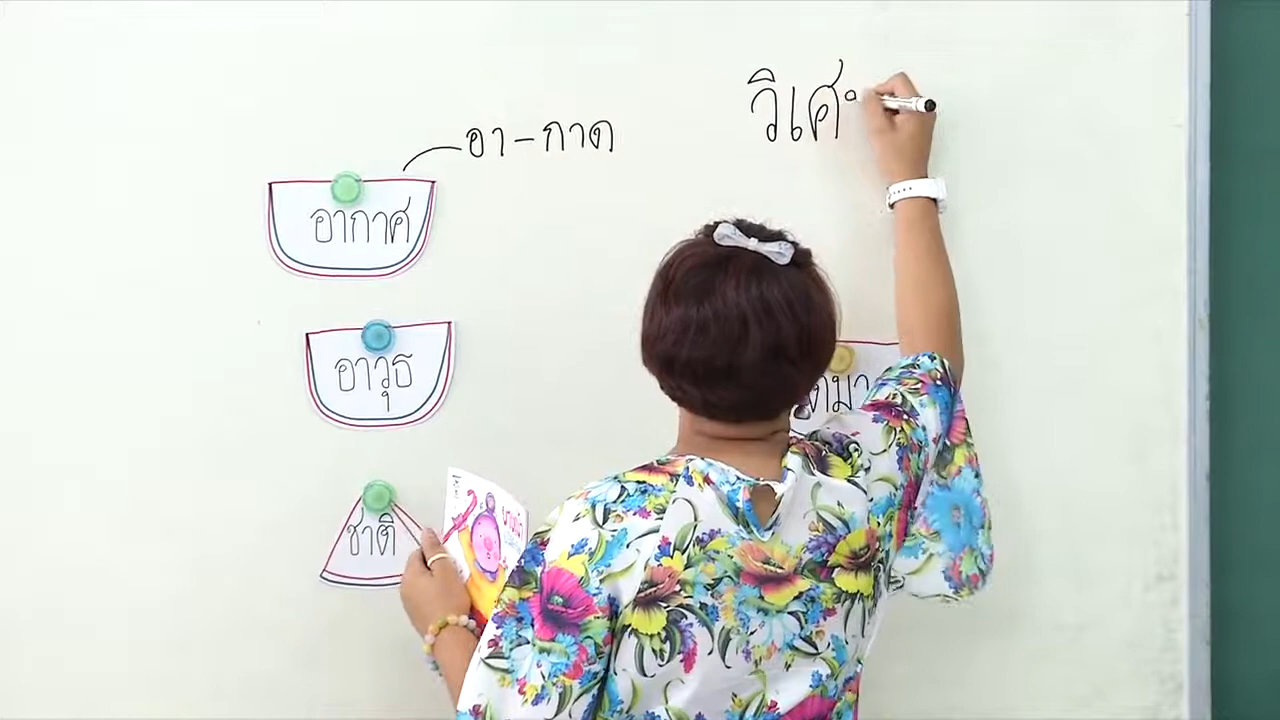 วิเศ
อา-กาด
อากาศ
อาวุธ
ชาติ